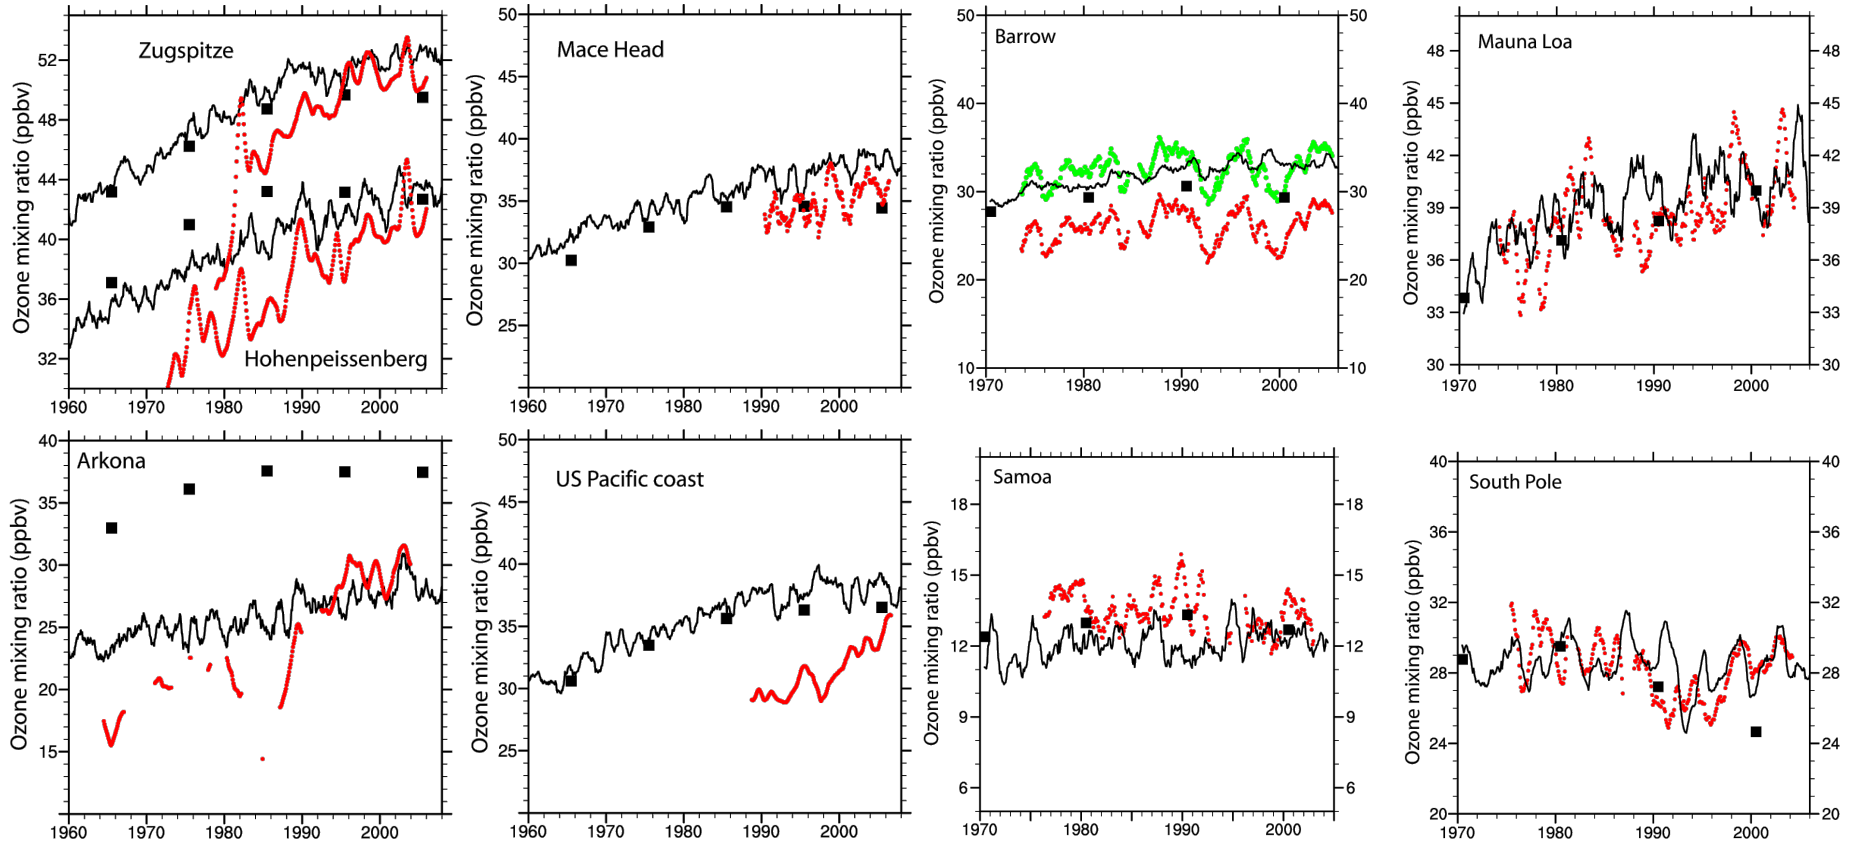 Zugspitze
Hohenpeissenberg
Ozone mixing ratio (ppbv)
52
48
44
40
36
32
1960 1970 1980 1990 2000
Mace Head
Ozone mixing ratio (ppbv)
50
45
40
35
30
25
1960 1970 1980 1990 2000
Barrow
Ozone mixing ratio (ppbv)
50 50
40 40
30 30
20 20
10 10
1970 1980 1990 2000
Mauna Loa
Ozone mixing ratio (ppbv)
48 48
45 45
42 42
39 39
36 36
33 33
30 30
1970 1980 1990 2000
Arkona
Ozone mixing ratio (ppbv)
40
35
30
25
20
15
1960 1970 1980 1990 2000
US Pacific coast
Ozone mixing ratio (ppbv)
50
45
40
35
30
25
1960 1970 1980 1990 2000
Samoa
Ozone mixing ratio (ppbv)
18 18
15 15
12 12
9 9
6 6
1970 1980 1990 2000
South Pole
Ozone mixing ratio (ppbv)
40 40
36 36
32 32
28 28
24 24
20 20
1970 1980 1990 2000